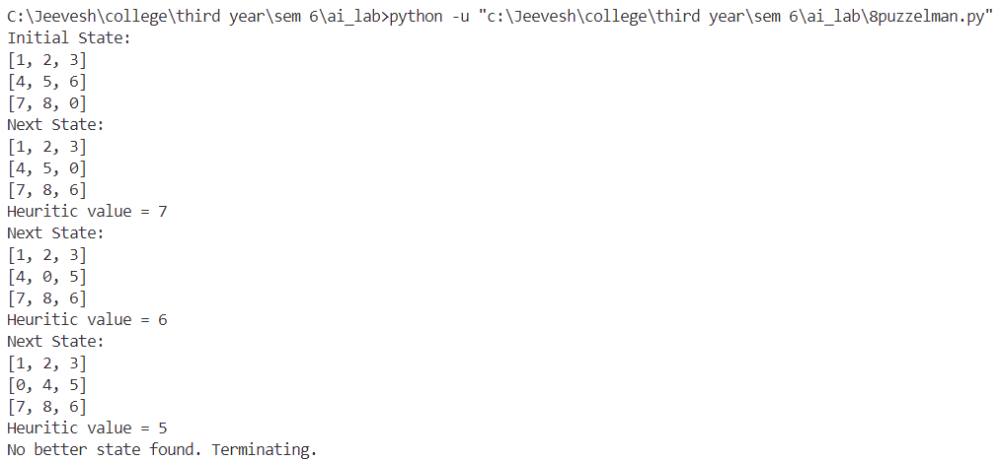 C:\Jeevesh\college\third year\sem 6\ai_lab>python -u "c:\Jeevesh\college\third year\sem 6\ai_lab\8puzzelman.py"
Initial State:
[1, 2, 3]
[4, 5, 6]
[7, 8, 0]
Next State:
[1, 2, 3]
[4, 5, 0]
[7, 8, 6]
Heuritic value = 7
Next State:
[1, 2, 3]
[4, 0, 5]
[7, 8, 6]
Heuritic value = 6
Next State:
[1, 2, 3]
[0, 4, 5]
[7, 8, 6]
Heuritic value = 5
No better state found. Terminating.